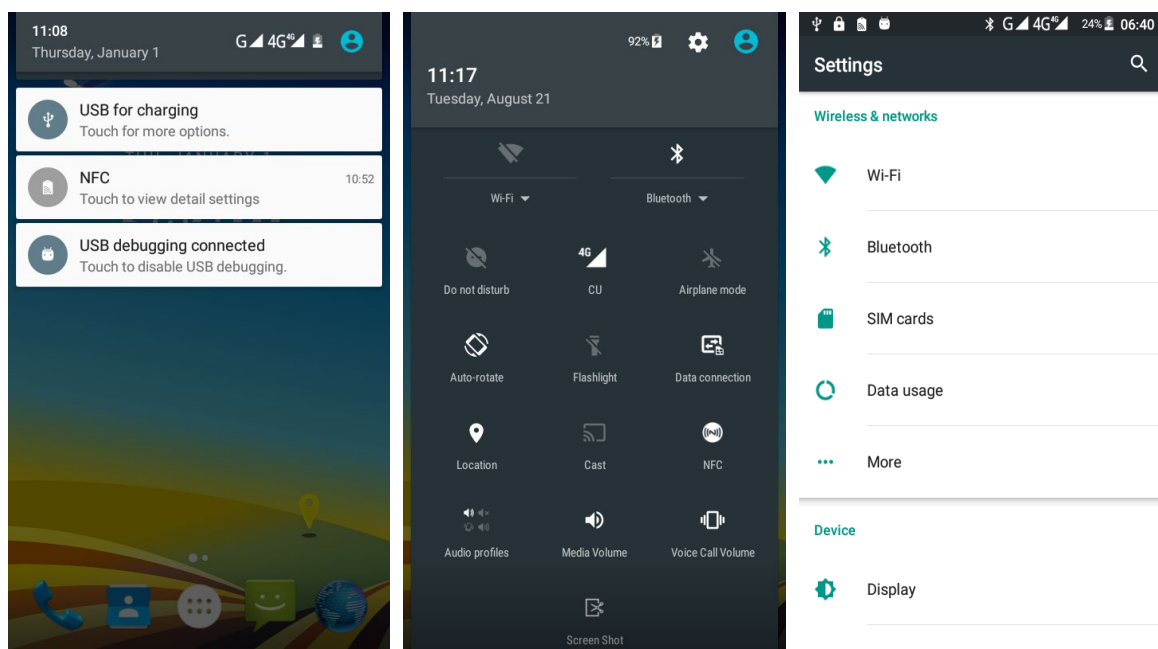 11:08
Thursday, January 1
G 4G 4G
USB for charging
Touch for more options.
NFC
10:52
Touch to view detail settings
USB debugging connected
Touch to disable USB debugging.
92%
11:17
Tuesday, August 21
Wi-Fi
Bluetooth
Do not disturb
4G
CU
Airplane mode
Auto-rotate
Flashlight
Data connection
Location
Cast
NFC
Audio profiles
Media Volume
Voice Call Volume
Screen Shot
G 4G 4G 24% 06:40
Settings
Wireless & networks
Wi-Fi
Bluetooth
SIM cards
Data usage
More
Device
Display